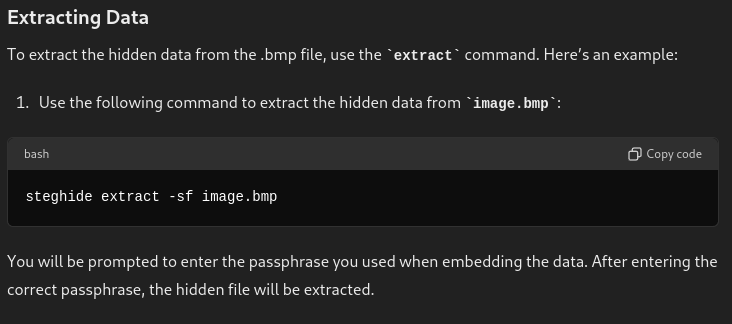 Extracting Data
To extract the hidden data from the .bmp file, use the `extract` command. Here’s an example:
1. Use the following command to extract the hidden data from `image.bmp`:
bash
Copy code
steghide extract -sf image.bmp
You will be prompted to enter the passphrase you used when embedding the data. After entering the
correct passphrase, the hidden file will be extracted.